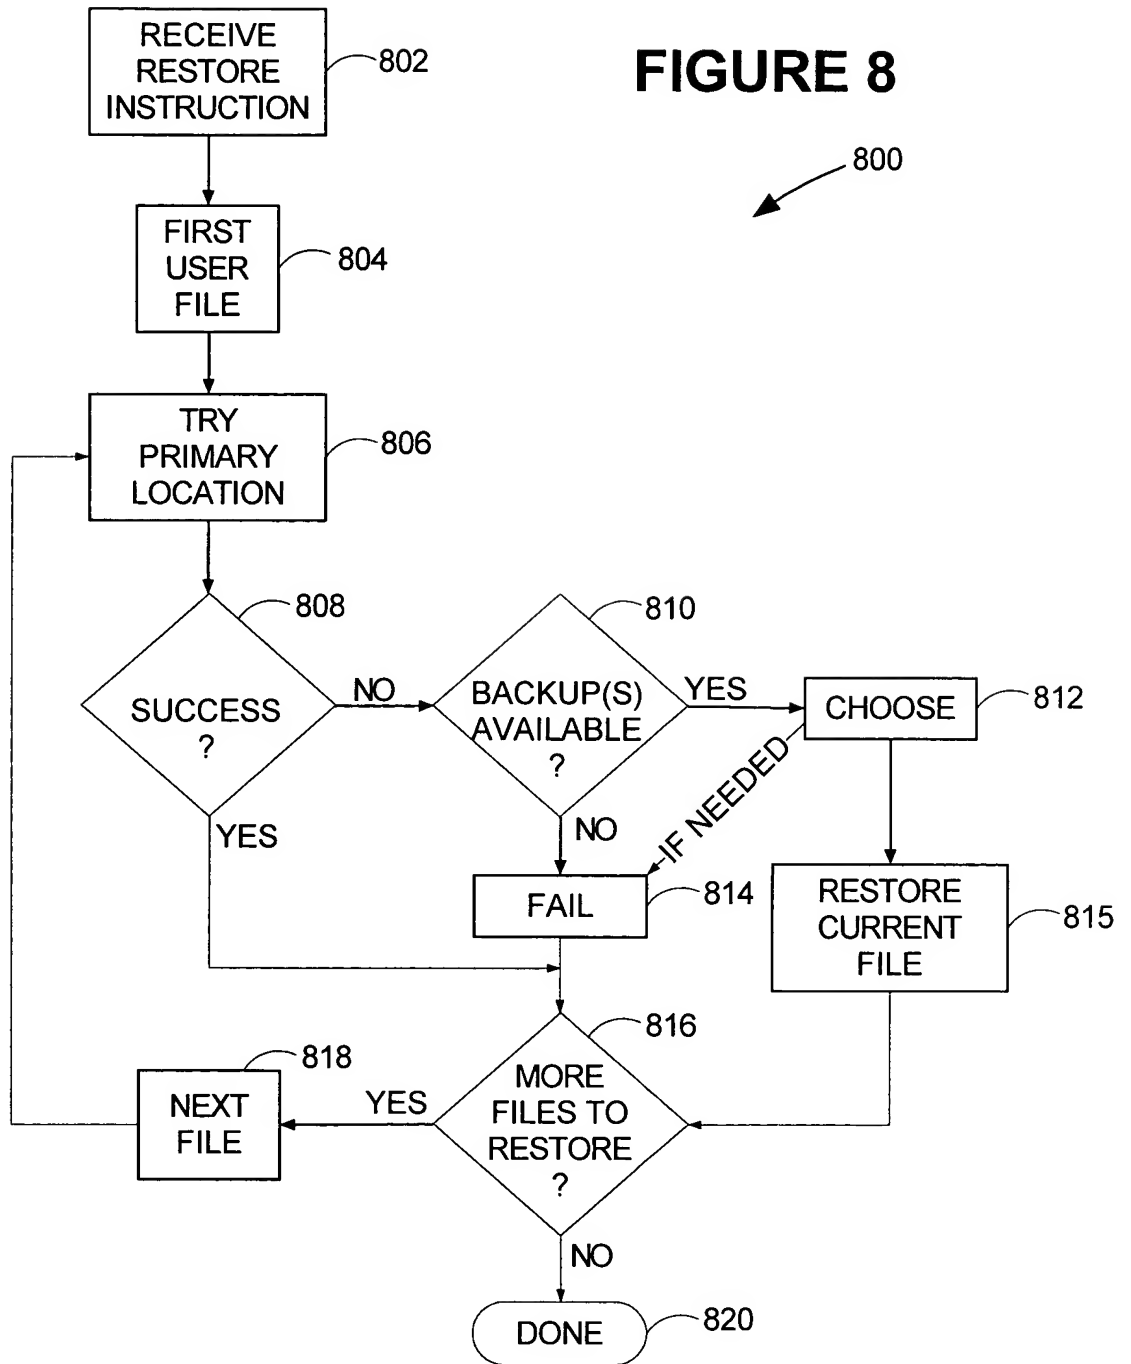 RECEIVE
RESTORE
INSTRUCTION
802
FIGURE 8
800
FIRST
USER
FILE
804
TRY
PRIMARY
LOCATION
806
808
SUCCESS
?
NO
YES
810
BACKUP(S)
AVAILABLE
?
YES
NO
CHOOSE
812
IF NEEDED
FAIL
814
RESTORE
CURRENT
FILE
815
816
MORE
FILES TO
RESTORE
?
YES
818
NEXT
FILE
NO
DONE
820